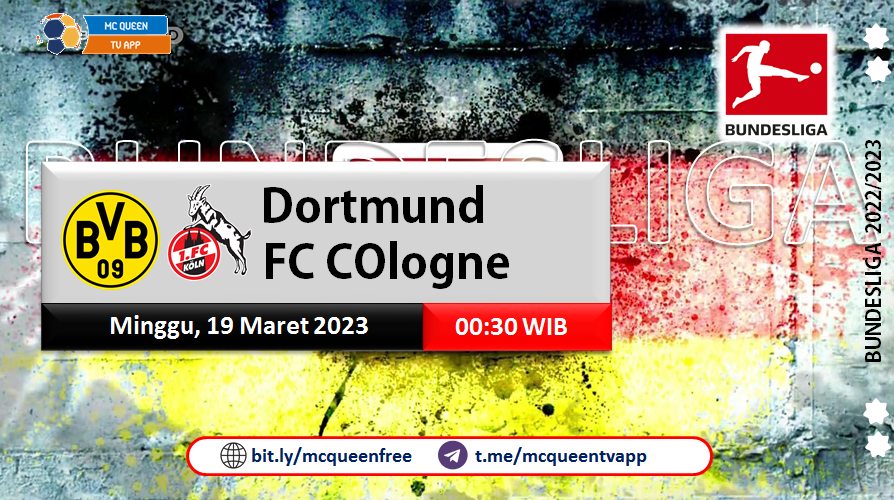 MC QUEEN
TV APP
BUNDESLIGA
BUNDESLIGA
BVB
09
1.FC
KÖLN
Dortmund
FC COlogne
Minggu, 19 Maret 2023
00:30 WIB
BUNDESLIGA 2022/2023
bit.ly/mcqueenfree
t.me/mcqueentvapp